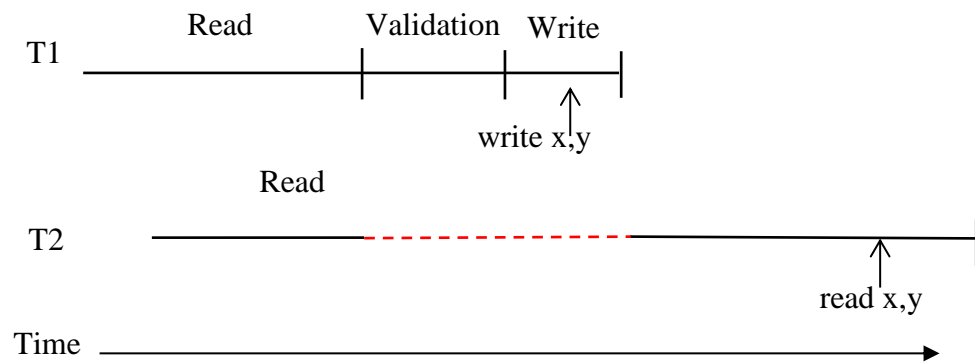 Read Validation Write
T1
write x,y
Read
T2
read x,y
Time